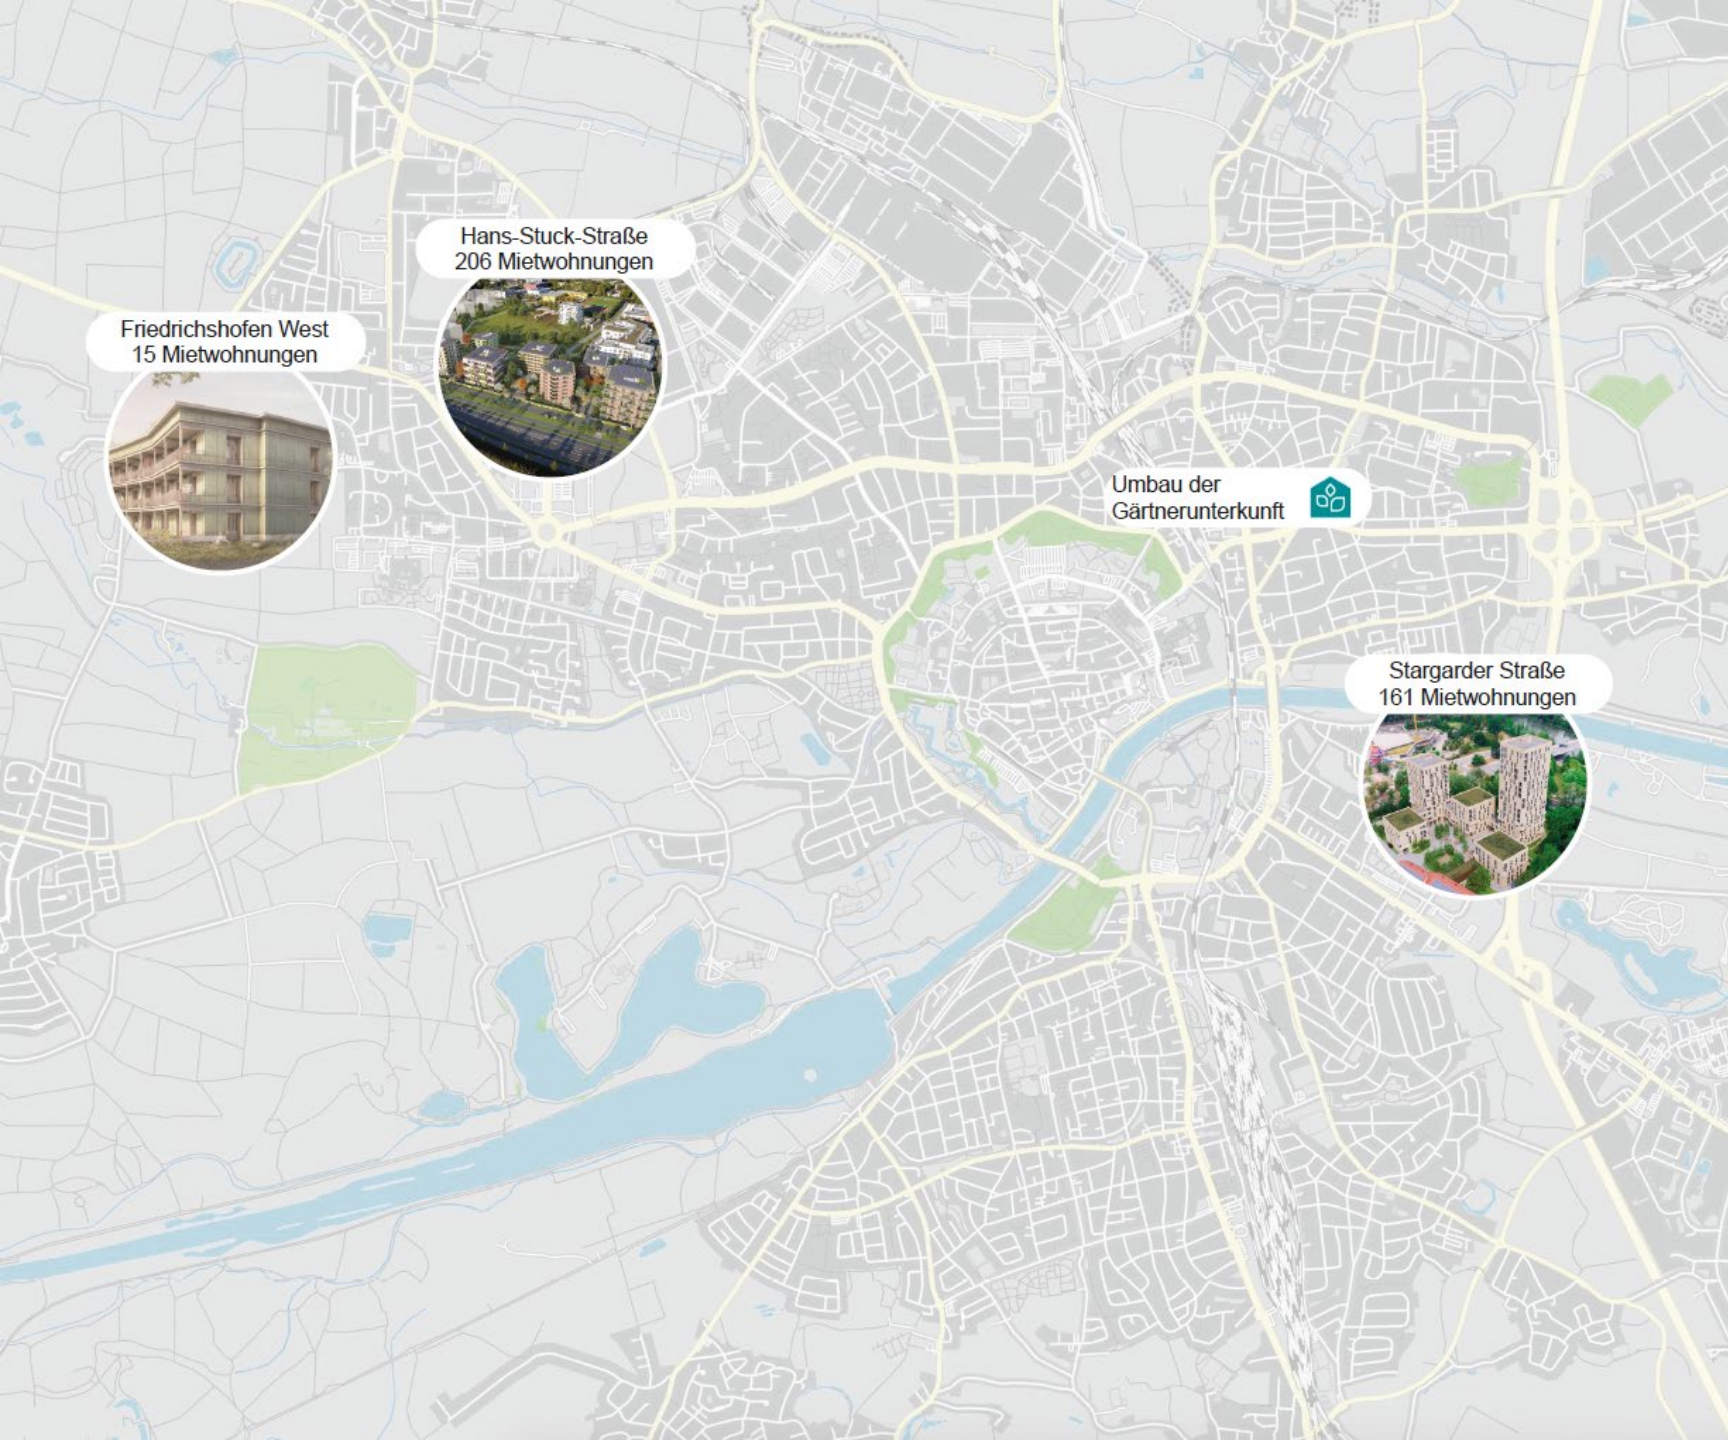 Hans-Stuck-Straße
206 Mietwohnungen
Friedrichshofen West
15 Mietwohnungen
Umbau der
Gärtnerunterkunft
Stargarder Straße
161 Mietwohnungen